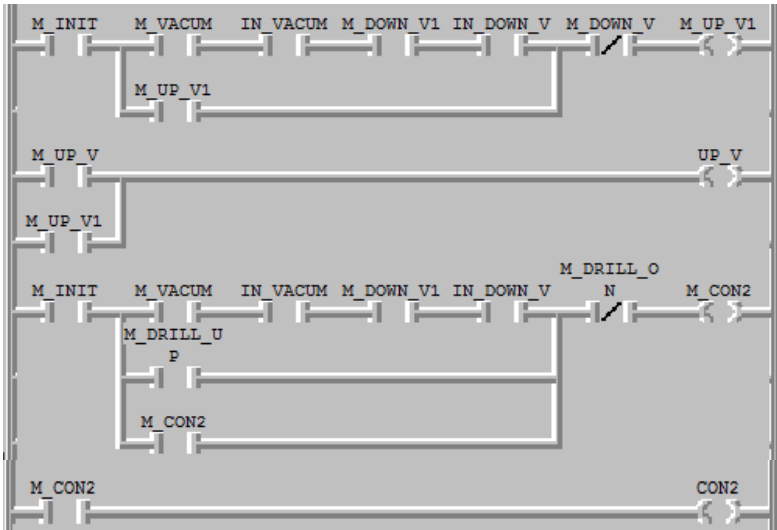 M_INIT M_VACUM IN_VACUM M_DOWN_V1 IN_DOWN_V M_DOWN_V M_UP_V1
M_UP_V1
M_UP_V UP_V
M_UP_V1
M_DRILL_O
M_INIT M_VACUM IN_VACUM M_DOWN_V1 IN_DOWN_V N M_CON2
M_DRILL_U
P
M_CON2
M_CON2 CON2